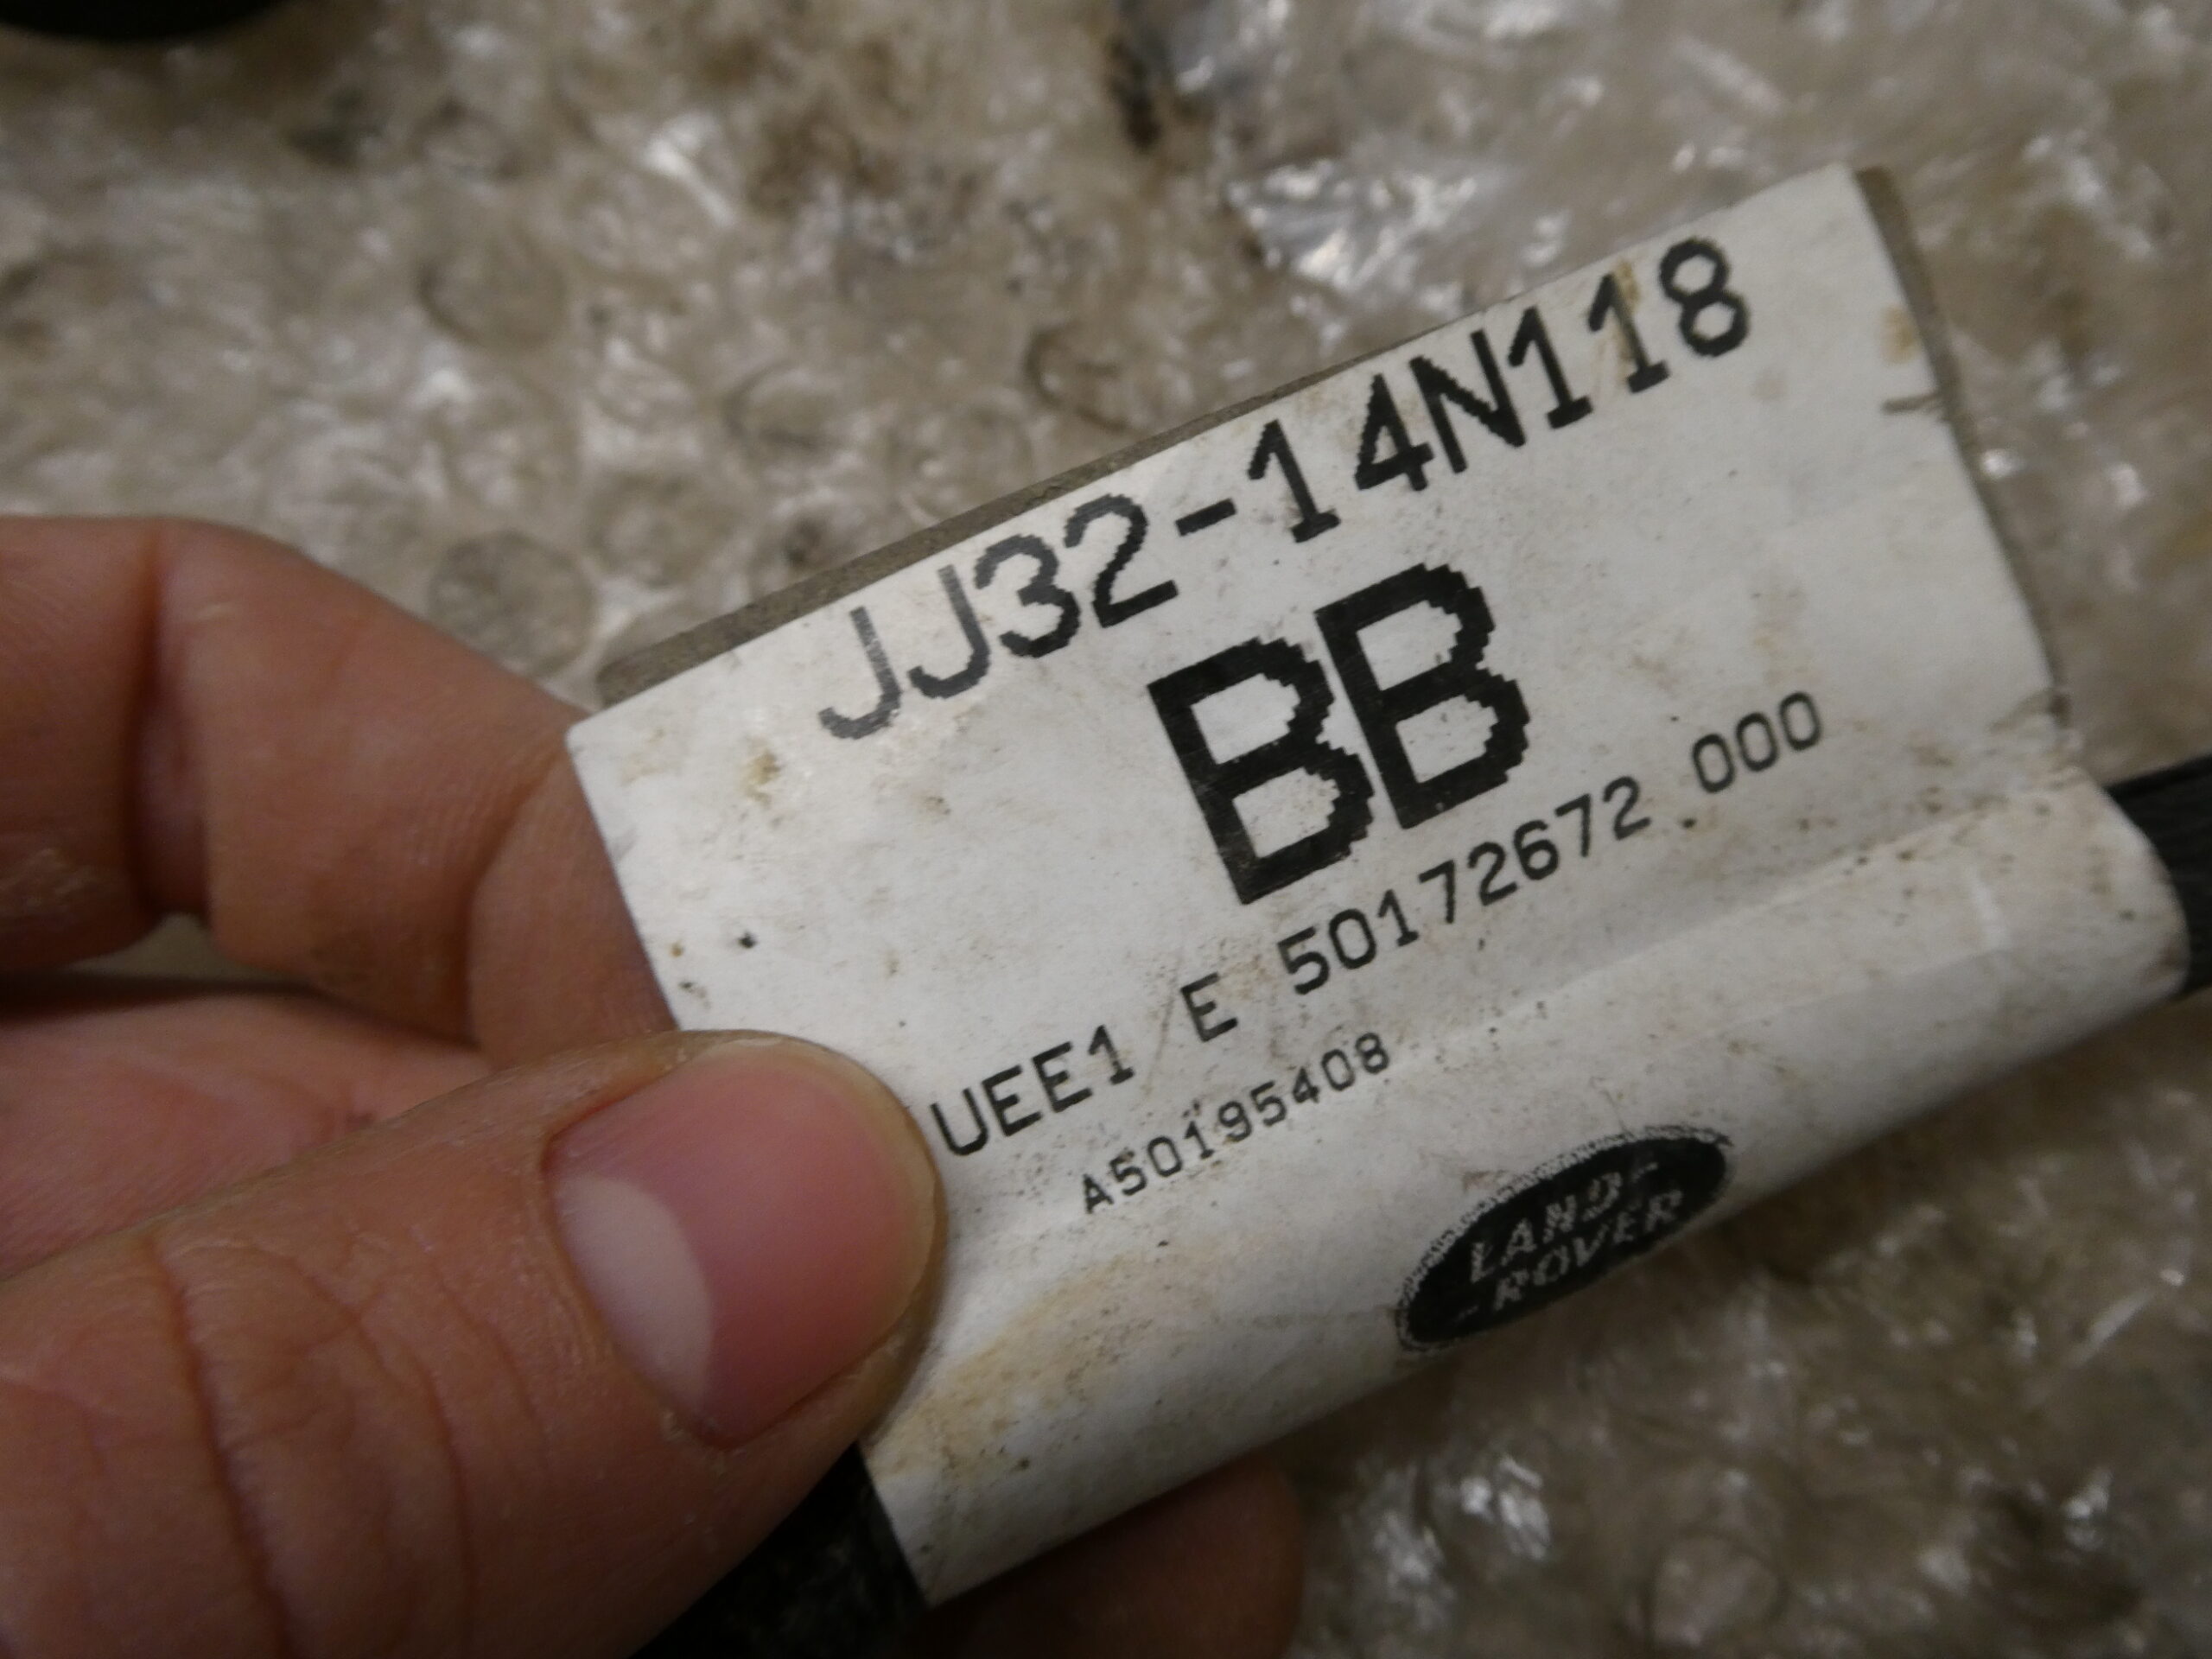 JJ32-14N118
BB
UEE1 E 50172672 000
A50195408
LAND-
-ROVER